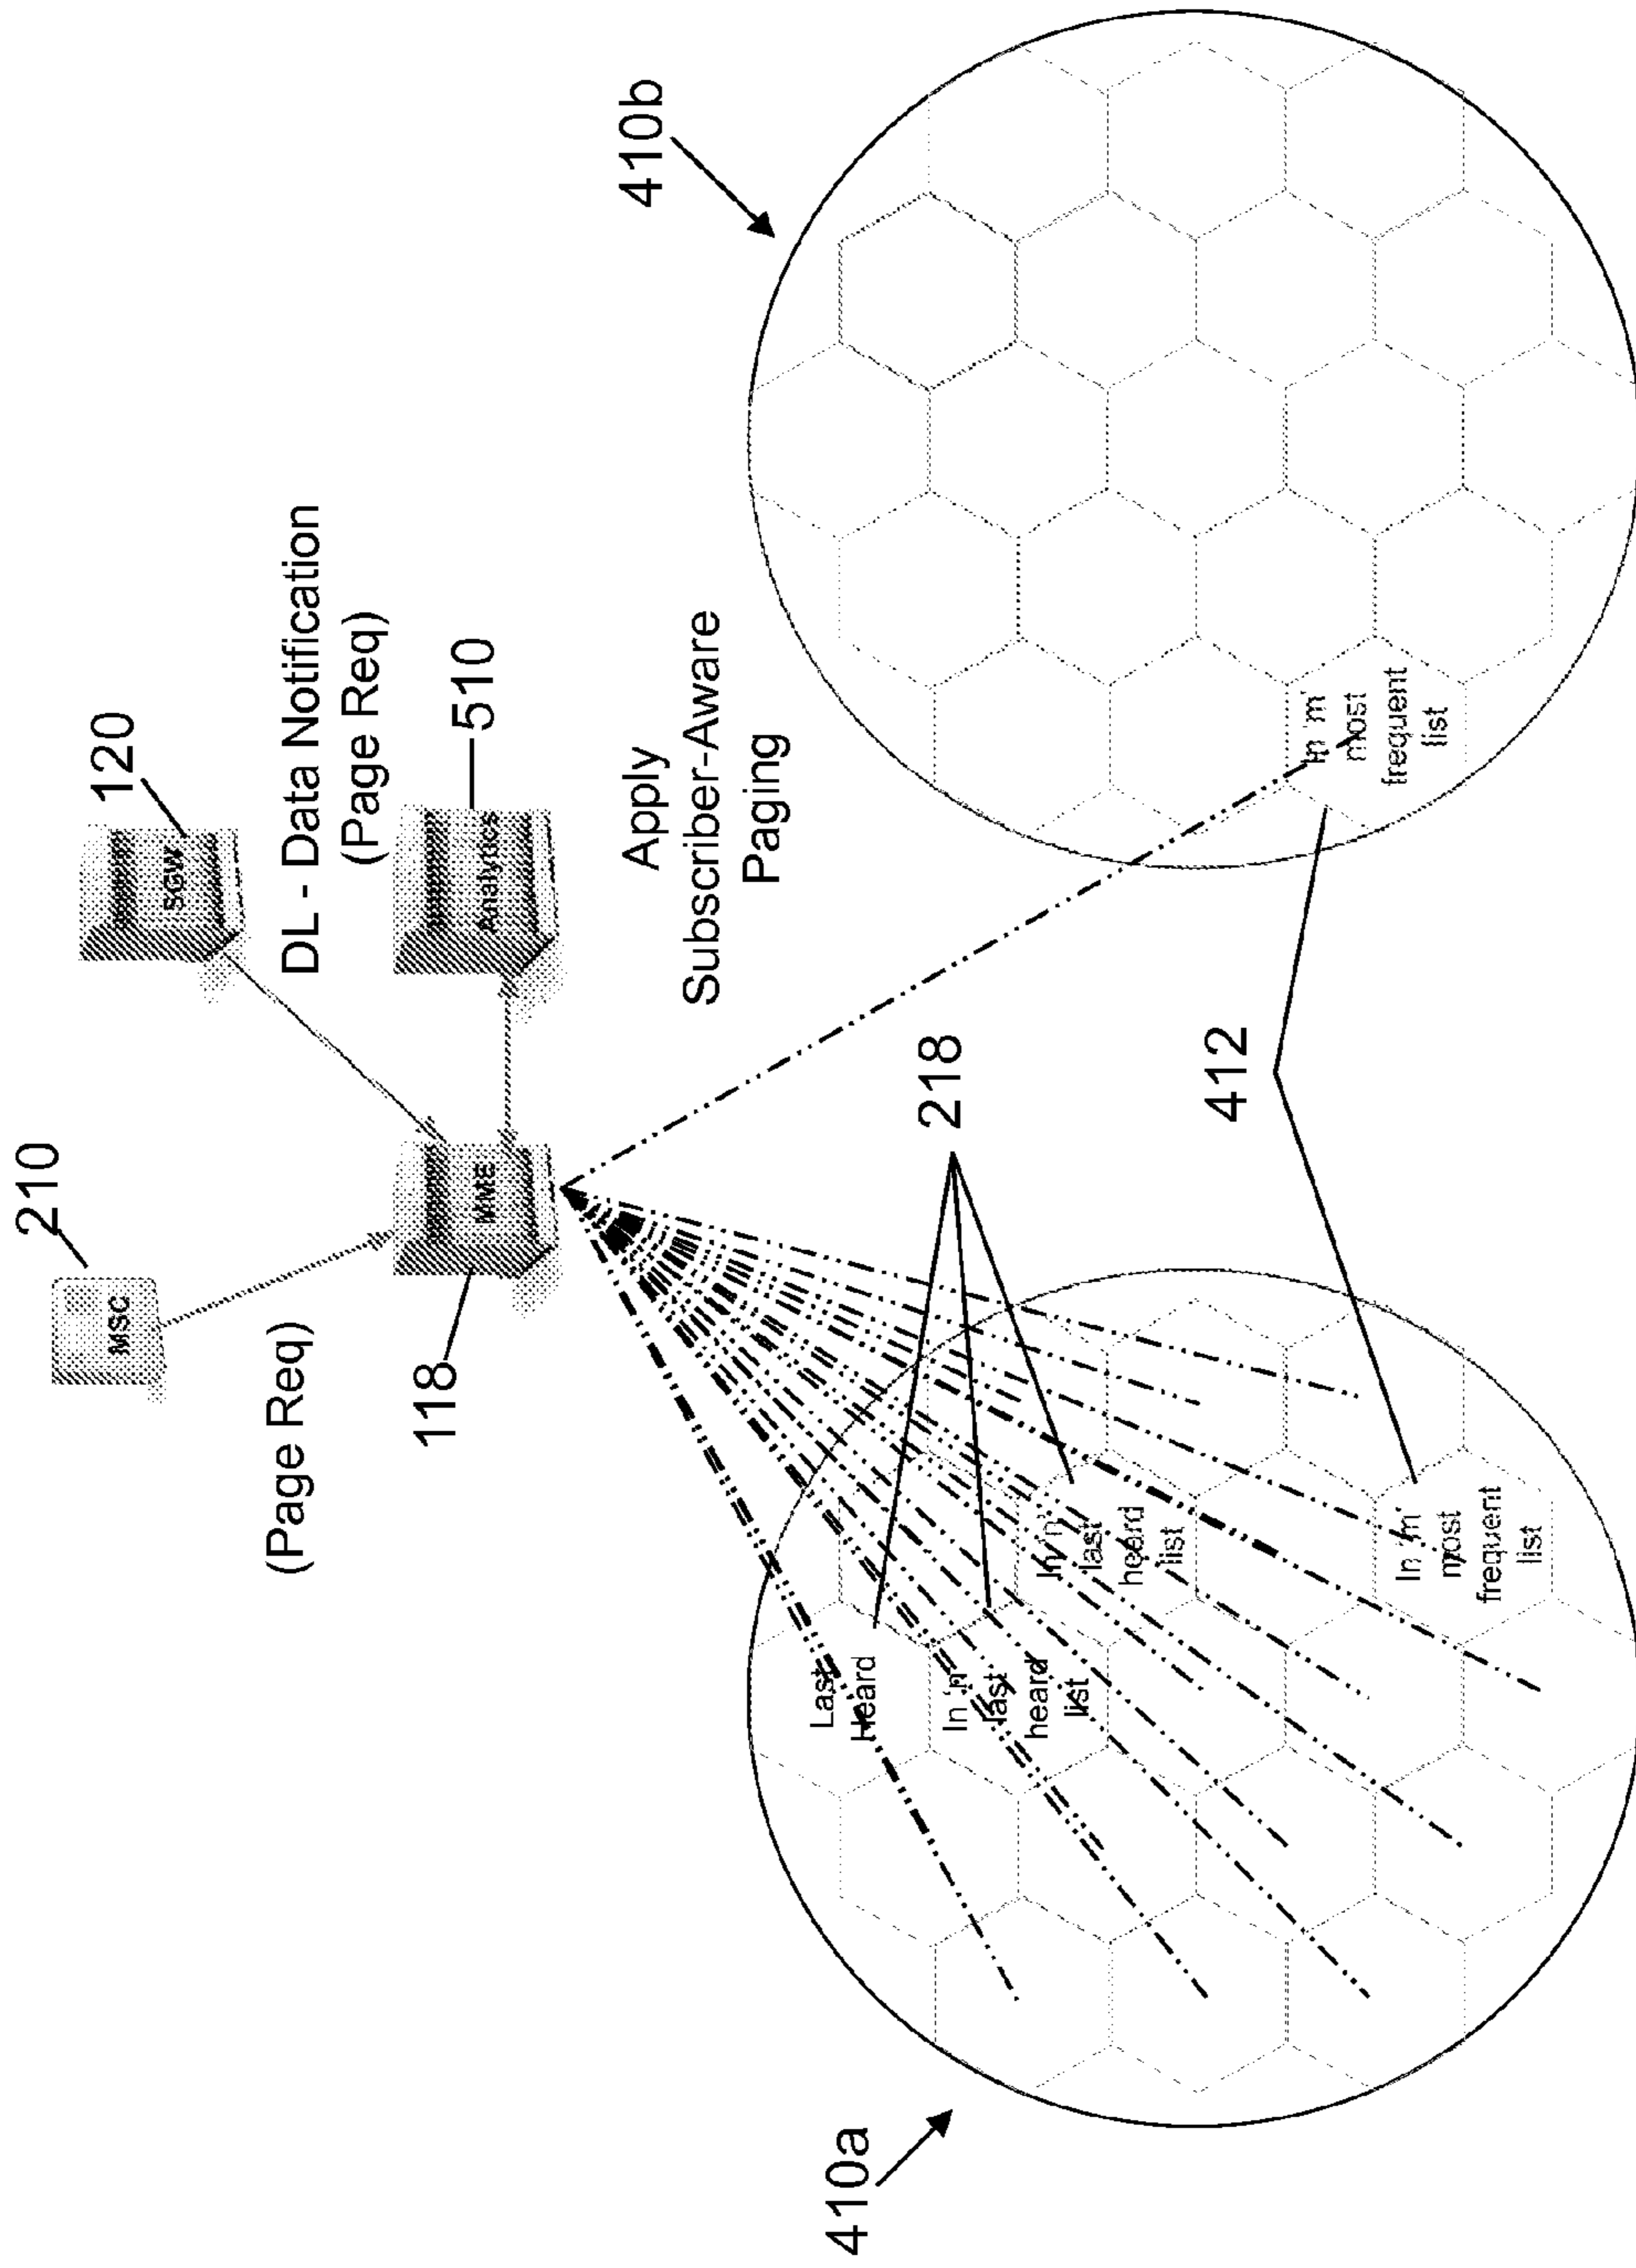 210
MSC
(Page Req)
120
SGW
DL - Data Notification
(Page Req)
118
MME
Analytics
510
Apply
Subscriber-Aware
Paging
410a
410b
218
412
Last
Heard
In 'n'
last
heard
list
In 'n'
last
heard
list
In 'm'
most
frequent
list
In 'm'
most
frequent
list